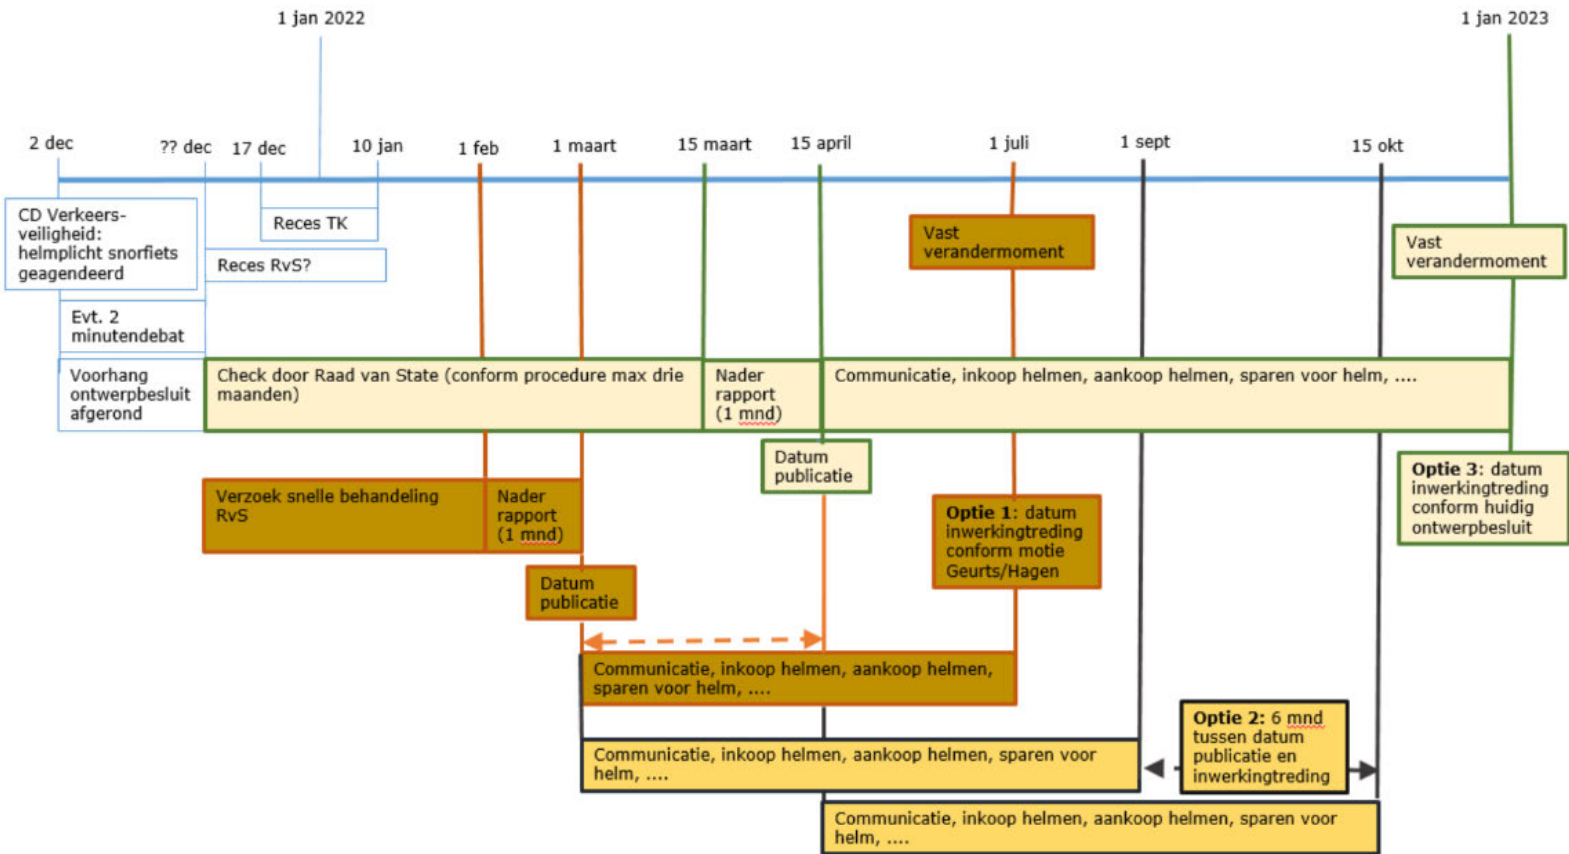 1 jan 2022
1 jan 2023
2 dec
?? dec
17 dec
10 jan
1 feb
1 maart
15 maart
15 april
1 juli
1 sept
15 okt
CD Verkeers-
veiligheid:
helmplicht snorfiets
geagendeerd
Reces TK
Reces RvS?
Vast
verandermoment
Vast
verandermoment
Evt. 2
minutendebat
Voorhang
ontwerpbesluit
afgerond
Check door Raad van State (conform procedure max drie
maanden)
Nader
rapport
(1 mnd)
Communicatie, inkoop helmen, aankoop helmen, sparen voor helm, ....
Datum
publicatie
Optie 3: datum
inwerkingtreding
conform huidig
ontwerpbesluit
Verzoek snelle behandeling
RvS
Nader
rapport
(1 mnd)
Optie 1: datum
inwerkingtreding
conform motie
Geurts/Hagen
Datum
publicatie
Communicatie, inkoop helmen, aankoop helmen,
sparen voor helm, ....
Optie 2: 6 mnd
tussen datum
publicatie en
inwerkingtreding
Communicatie, inkoop helmen, aankoop helmen, sparen voor
helm, ....
Communicatie, inkoop helmen, aankoop helmen, sparen voor
helm, ....